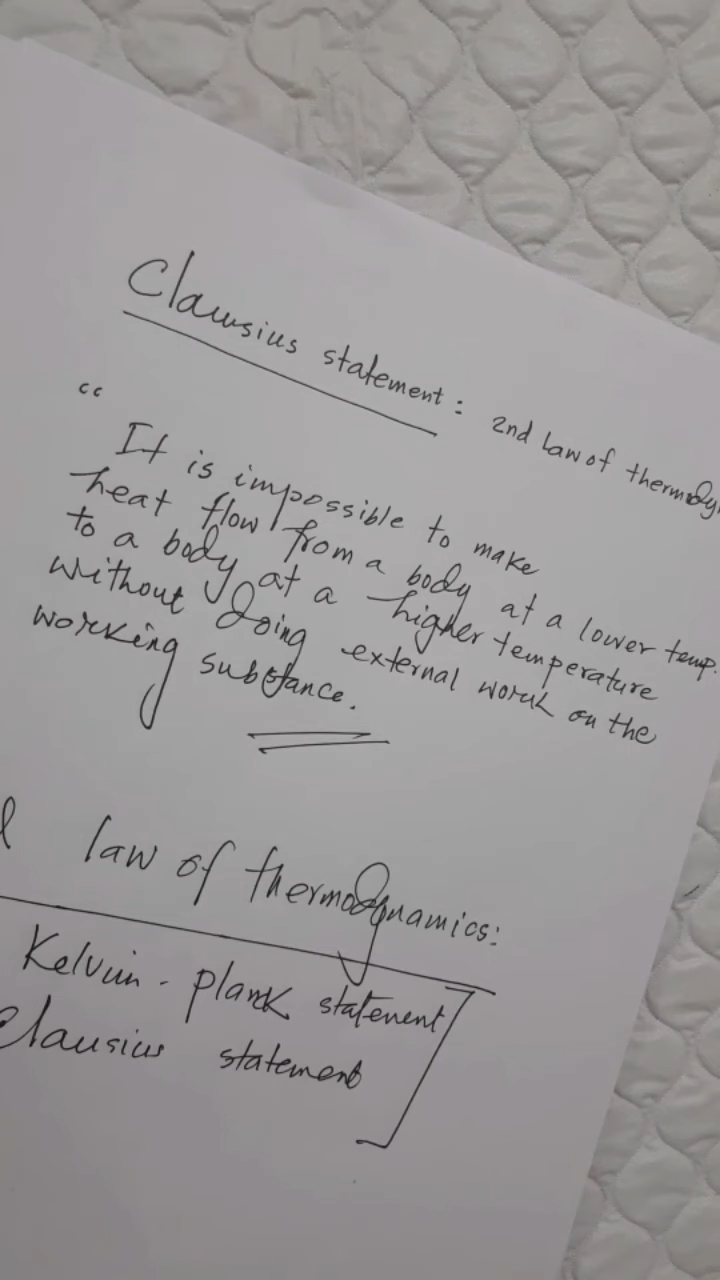 Clausius statement : 2nd law of thermody
“ It is impossible to make
heat flow from a body at a lower temp.
to a body at a higher temperature
without doing external work on the
working substance.
law of thermodynamics:
Kelvin - plank statement
Clausius statement